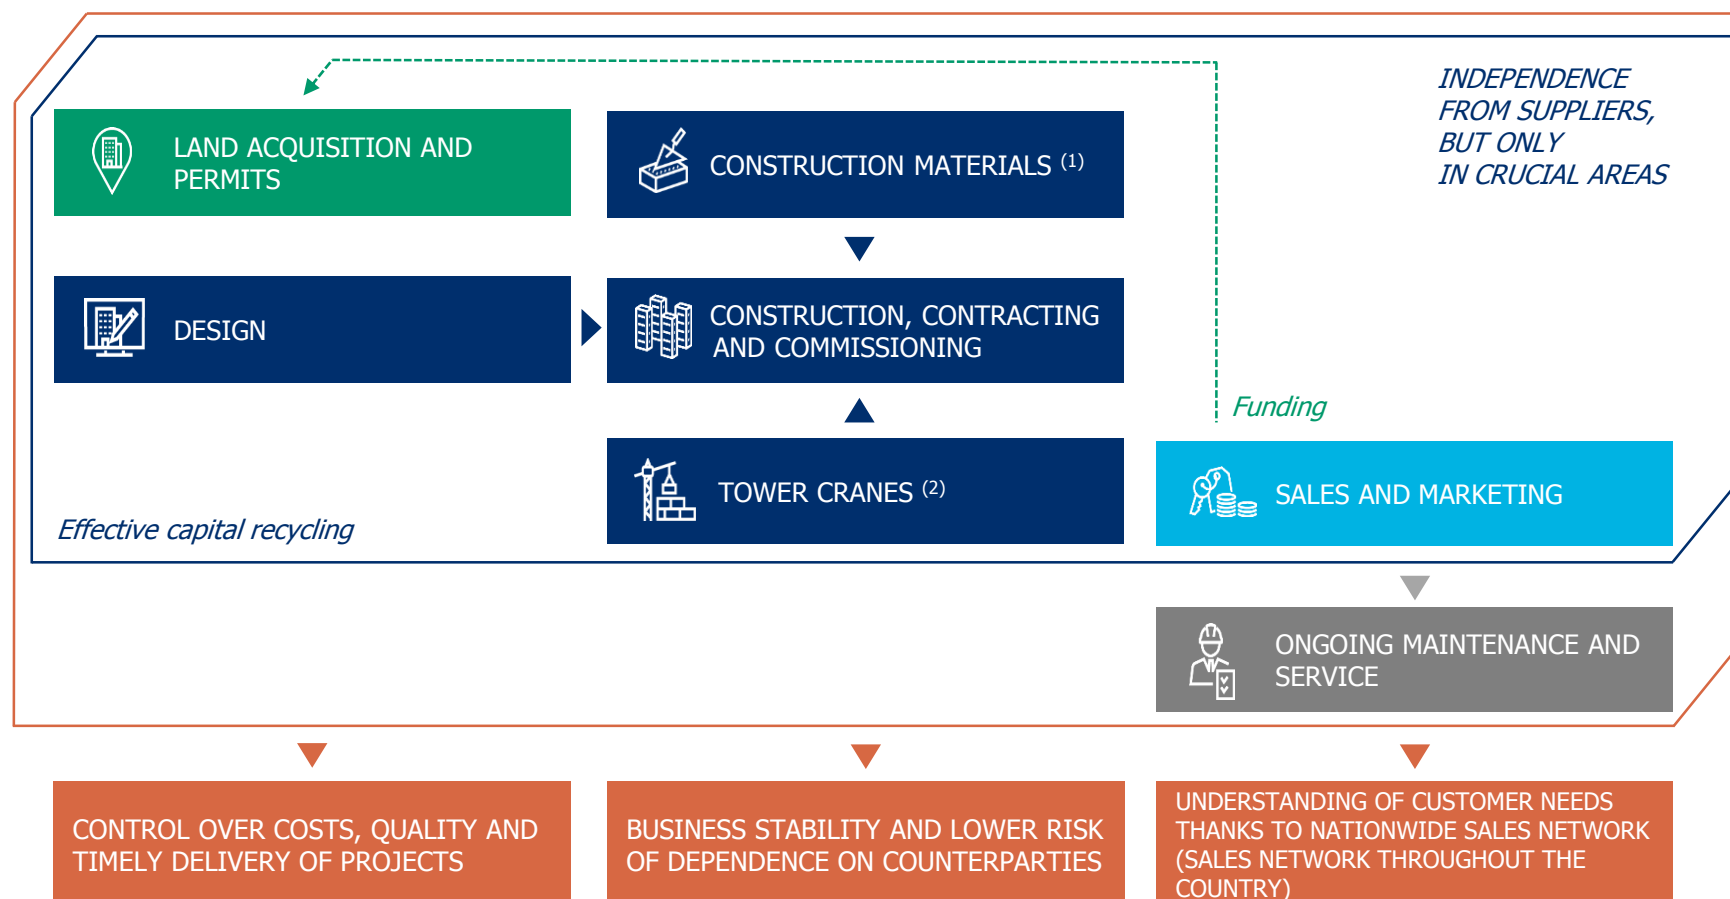 INDEPENDENCE
FROM SUPPLIERS,
BUT ONLY
IN CRUCIAL AREAS
LAND ACQUISITION AND
PERMITS
CONSTRUCTION MATERIALS (1)
DESIGN
CONSTRUCTION, CONTRACTING
AND COMMISSIONING
Funding
TOWER CRANES (2)
SALES AND MARKETING
Effective capital recycling
ONGOING MAINTENANCE AND
SERVICE
CONTROL OVER COSTS, QUALITY AND
TIMELY DELIVERY OF PROJECTS
BUSINESS STABILITY AND LOWER RISK
OF DEPENDENCE ON COUNTERPARTIES
UNDERSTANDING OF CUSTOMER NEEDS
THANKS TO NATIONWIDE SALES NETWORK
(SALES NETWORK THROUGHOUT THE
COUNTRY)